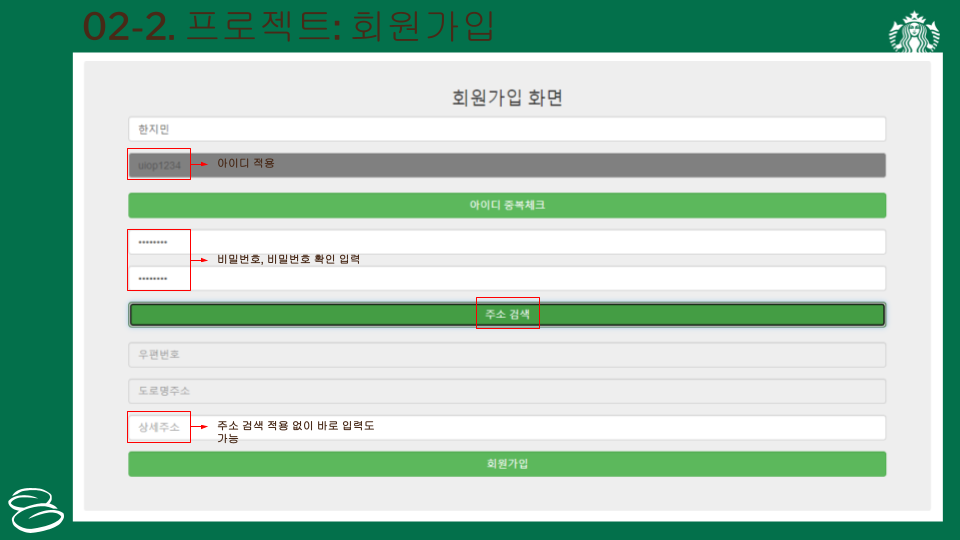 02-2. 프로젝트: 회원가입
회원가입 화면
한지민
uiop1234
아이디 적용
아이디 중복체크
••••••••
비밀번호, 비밀번호 확인 입력
••••••••
주소 검색
우편번호
도로명주소
상세주소
주소 검색 적용 없이 바로 입력도
가능
회원가입